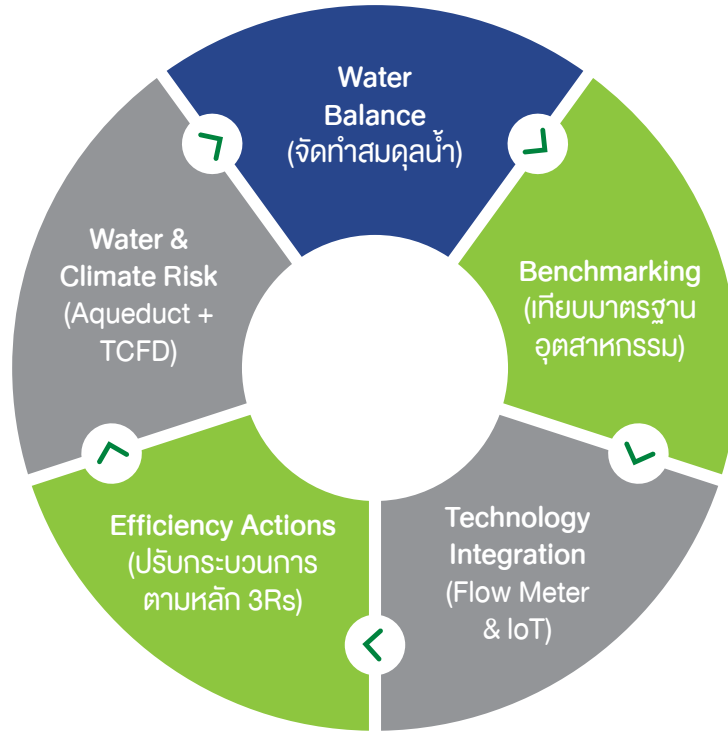 Water
Balance
(จัดทำสมดุลน้ำ)
Benchmarking
(เทียบมาตรฐาน
อุตสาหกรรม)
Technology
Integration
(Flow Meter
& IoT)
Efficiency Actions
(ปรับกระบวนการ
ตามหลัก 3Rs)
Water &
Climate Risk
(Aqueduct +
TCFD)